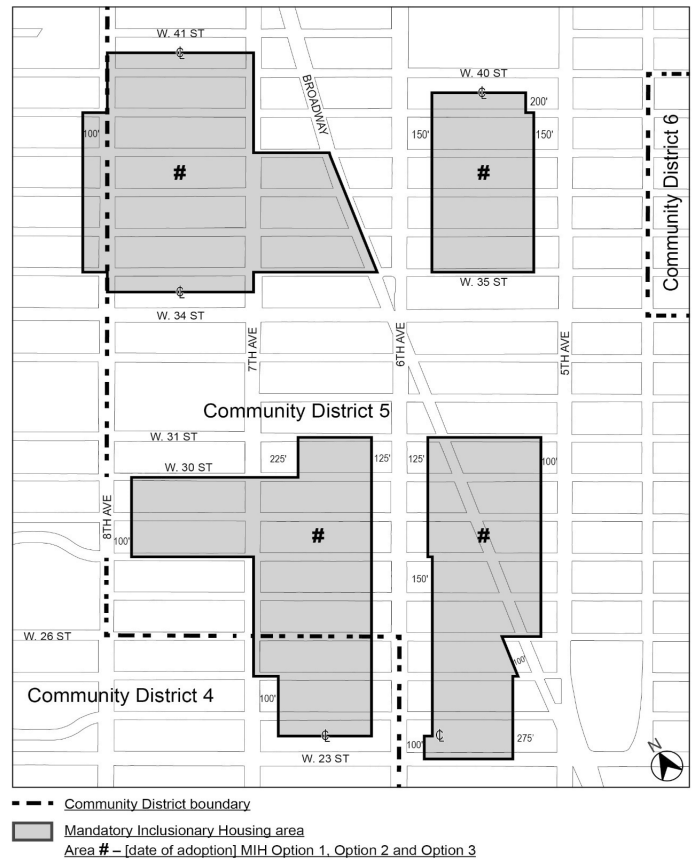 W. 41 ST
℄
BROADWAY
W. 40 ST
℄
200'
100'
150'
150'
#
#
Community District 6
℄
W. 35 ST
W. 34 ST
7TH AVE
6TH AVE
5TH AVE
Community District 5
W. 31 ST
225'
125'
125'
100'
W. 30 ST
8TH AVE
100'
#
#
150'
W. 26 ST
100'
Community District 4
100'
℄
℄
100'
275'
W. 23 ST
N
Community District boundary
Mandatory Inclusionary Housing area
Area # – [date of adoption] MIH Option 1, Option 2 and Option 3